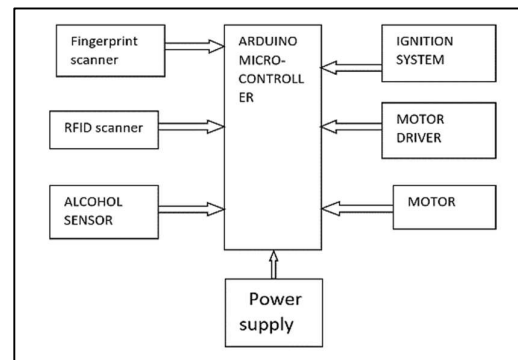 Fingerprint
scanner
RFID scanner
ALCOHOL
SENSOR
ARDUINO
MICRO-
CONTROLL
ER
IGNITION
SYSTEM
MOTOR
DRIVER
MOTOR
Power
supply